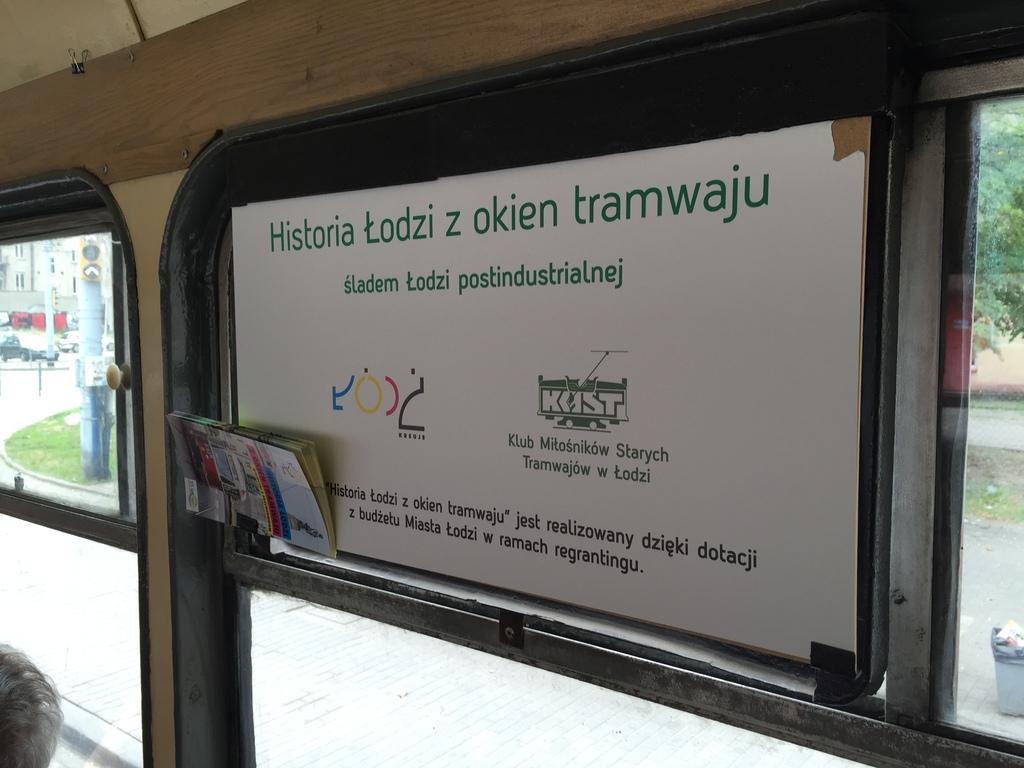 Historia Łodzi z okien tramwaju
śladem Łodzi postindustrialnej
ŁÓDŹ
KREUJE
KMST
Klub Miłośników Starych
Tramwajów w Łodzi
"Historia Łodzi z okien tramwaju" jest realizowany dzięki dotacji
z budżetu Miasta Łodzi w ramach regrantingu.